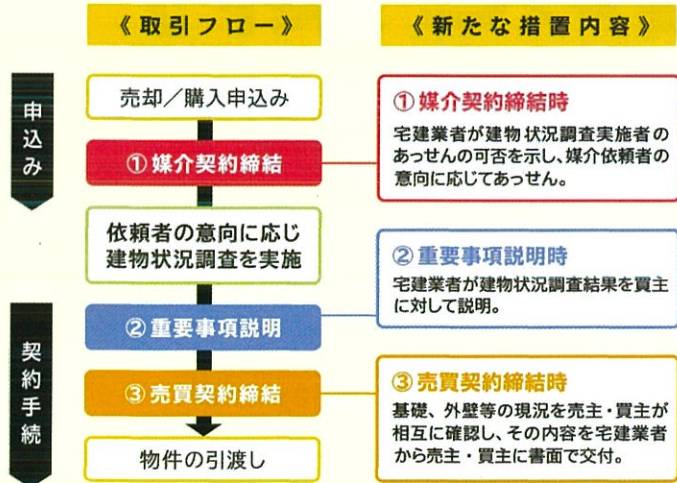 《取引フロー》
《新たな措置内容》
申込み
売却／購入申込み
①媒介契約締結
依頼者の意向に応じ
建物状況調査を実施
契約手続
②重要事項説明
③売買契約締結
物件の引渡し
①媒介契約締結時
宅建業者が建物状況調査実施者の
あっせんの可否を示し、媒介依頼者の
意向に応じてあっせん。
②重要事項説明時
宅建業者が建物状況調査結果を買主
に対して説明。
③売買契約締結時
基礎、外壁等の現況を売主・買主が
相互に確認し、その内容を宅建業者
から売主・買主に書面で交付。